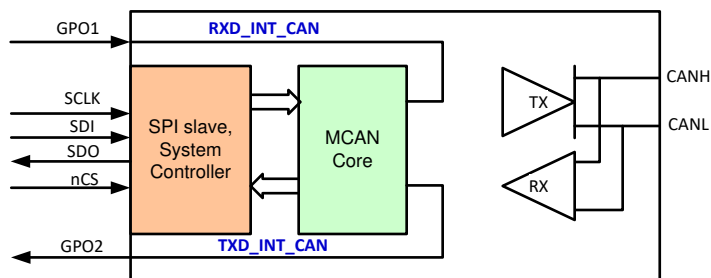 GPO1
RXD_INT_CAN
SCLK
SDI
SDO
nCS
SPI slave,
System
Controller
MCAN
Core
TX
RX
CANH
CANL
GPO2
TXD_INT_CAN